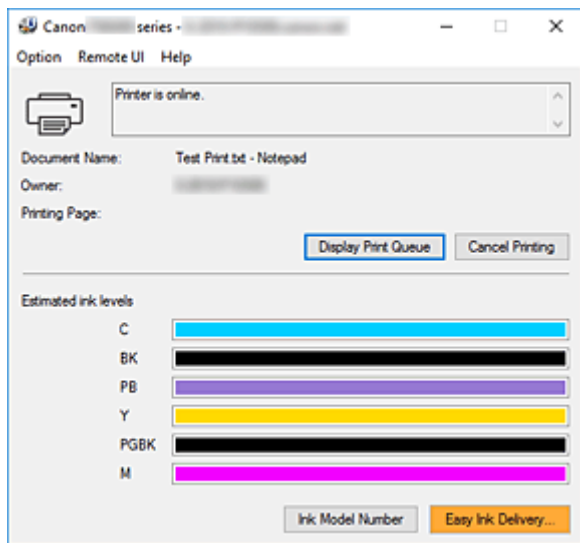 Canon series -
Option Remote UI Help
Printer is online.
Document Name: Test Print.txt - Notepad
Owner:
Printing Page:
Display Print Queue Cancel Printing
Estimated ink levels
C
BK
PB
Y
PGBK
M
Ink Model Number Easy Ink Delivery...